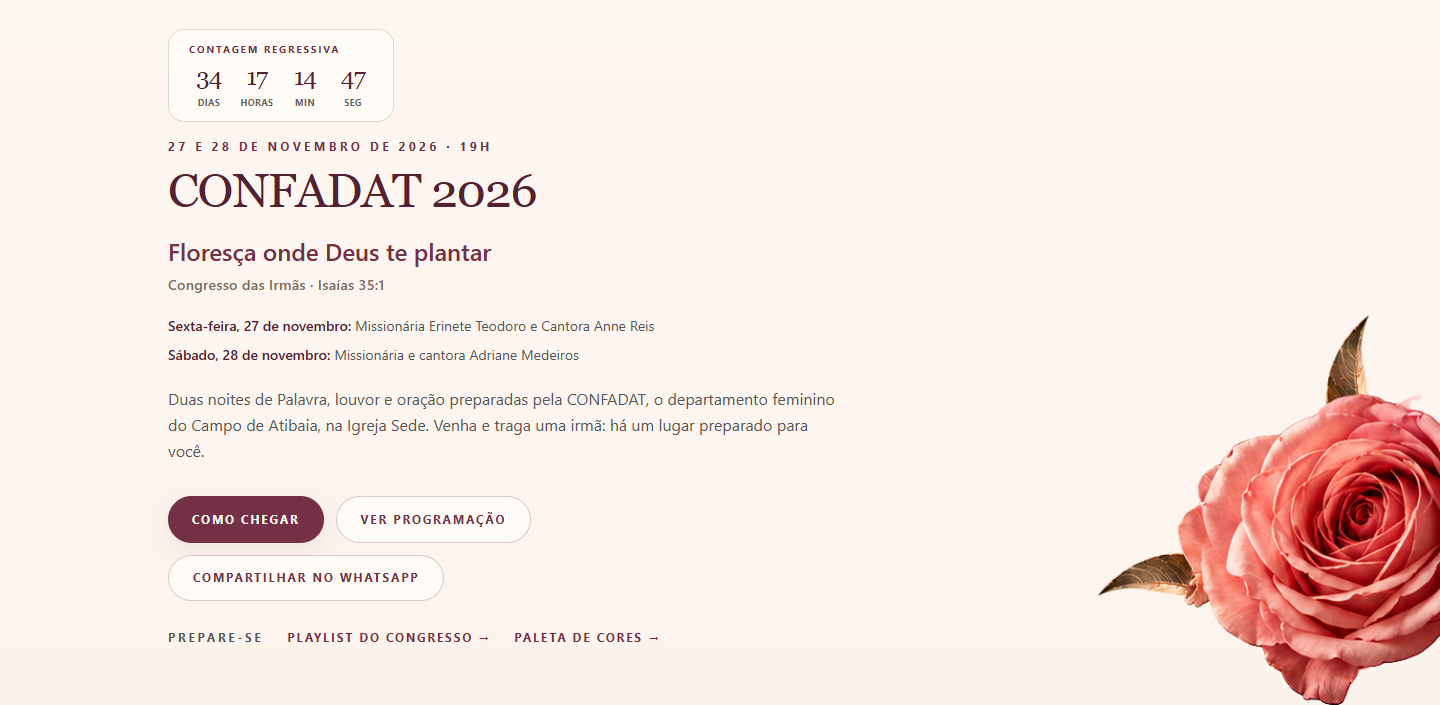 CONTAGEM REGRESSIVA
34 17 14 47
DIAS HORAS MIN SEG
27 E 28 DE NOVEMBRO DE 2026 · 19H
CONFADAT 2026
Floresça onde Deus te plantar
Congresso das Irmãs · Isaías 35:1
Sexta-feira, 27 de novembro: Missionária Erinete Teodoro e Cantora Anne Reis
Sábado, 28 de novembro: Missionária e cantora Adriane Medeiros
Duas noites de Palavra, louvor e oração preparadas pela CONFADAT, o departamento feminino
do Campo de Atibaia, na Igreja Sede. Venha e traga uma irmã: há um lugar preparado para
você.
COMO CHEGAR VER PROGRAMAÇÃO
COMPARTILHAR NO WHATSAPP
PREPARE-SE PLAYLIST DO CONGRESSO → PALETA DE CORES →